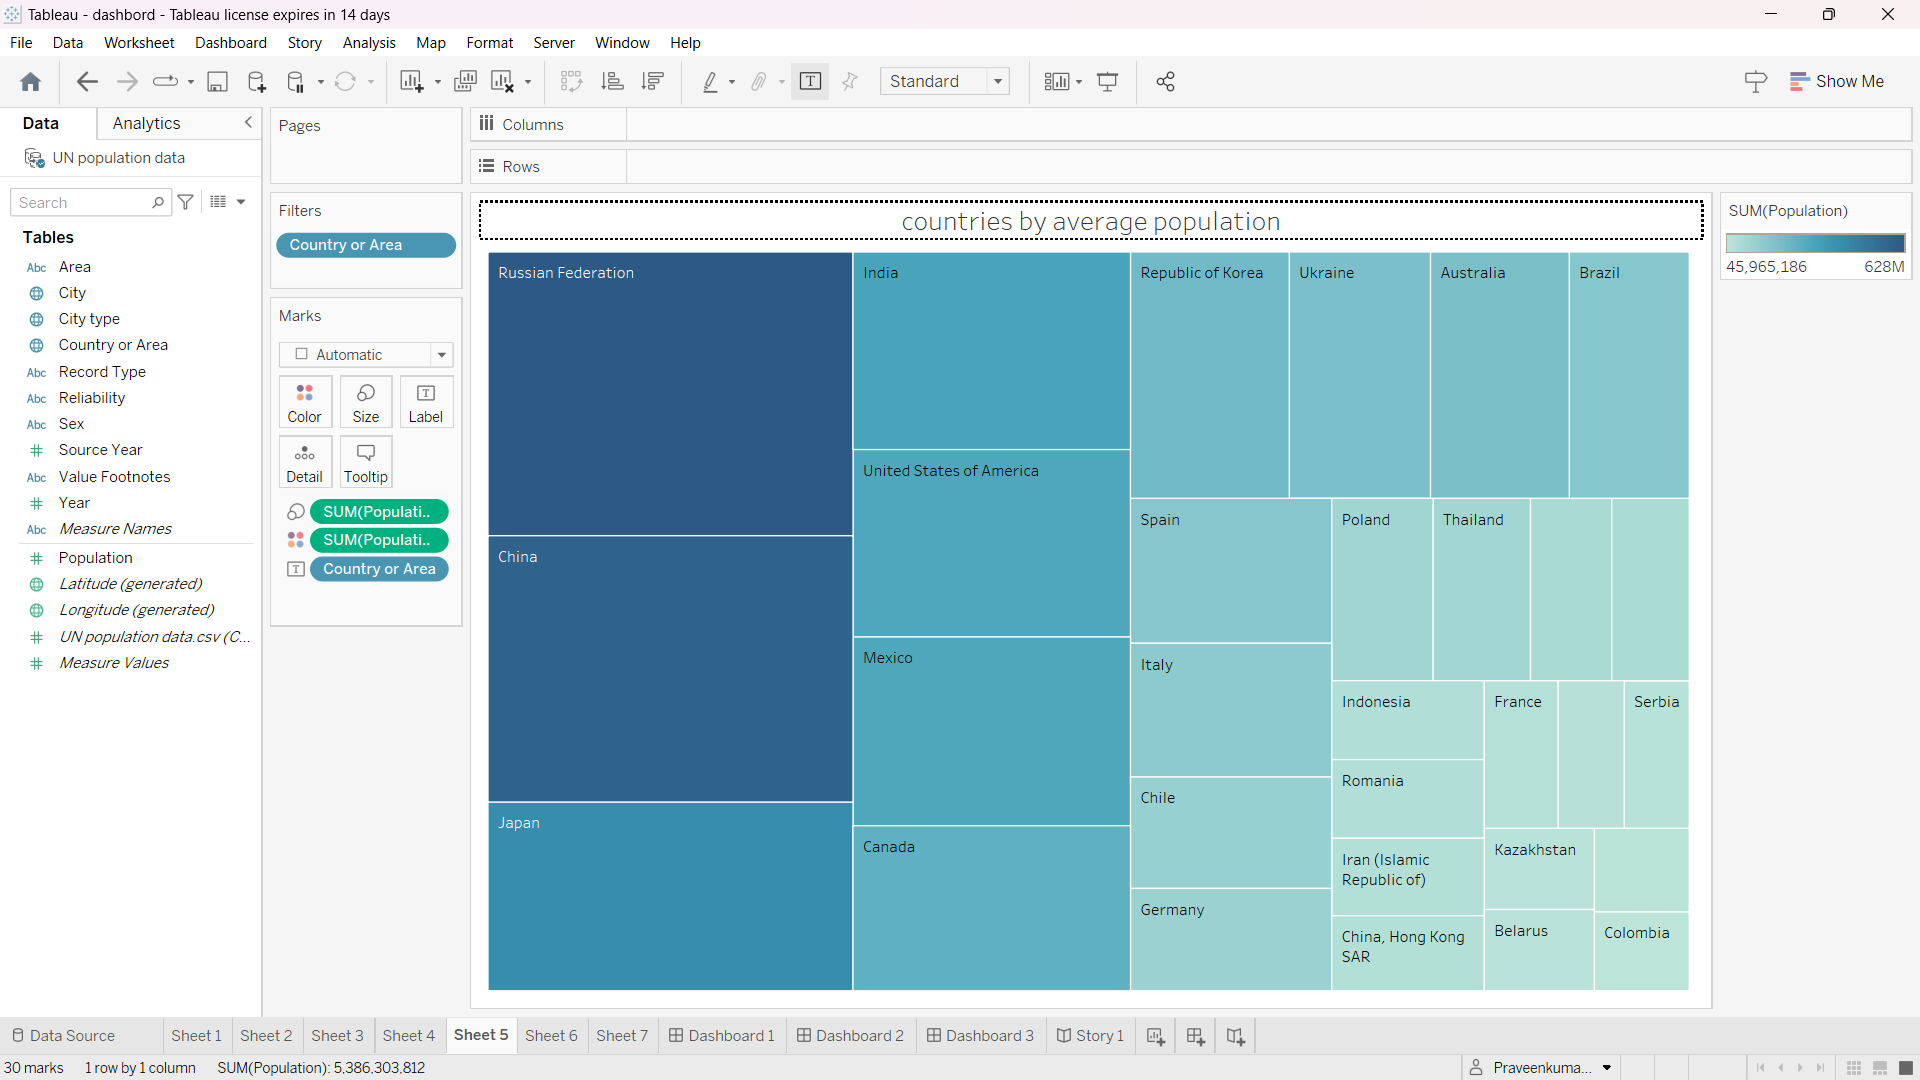 Tableau - dashbord - Tableau license expires in 14 days
File Data Worksheet Dashboard Story Analysis Map Format Server Window Help
Standard
Show Me
Data
Analytics
UN population data
Search
Tables
Abc Area
City
City type
Country or Area
Abc Record Type
Abc Reliability
Abc Sex
Source Year
Abc Value Footnotes
Year
Abc Measure Names
Population
Latitude (generated)
Longitude (generated)
UN population data.csv (C...
Measure Values
Pages
Filters
Country or Area
Marks
Automatic
Color Size Label
Detail Tooltip
SUM(Populati..
SUM(Populati..
Country or Area
Columns
Rows
countries by average population
Russian Federation
China
Japan
India
United States of America
Mexico
Canada
Republic of Korea
Ukraine
Australia
Brazil
Spain
Italy
Chile
Germany
Poland
Thailand
Indonesia
Romania
Iran (Islamic
Republic of)
China, Hong Kong
SAR
France
Serbia
Kazakhstan
Belarus
Colombia
SUM(Population)
45,965,186 628M
Data Source Sheet 1 Sheet 2 Sheet 3 Sheet 4 Sheet 5 Sheet 6 Sheet 7 Dashboard 1 Dashboard 2 Dashboard 3 Story 1
30 marks 1 row by 1 column SUM(Population): 5,386,303,812
Praveenkuma...